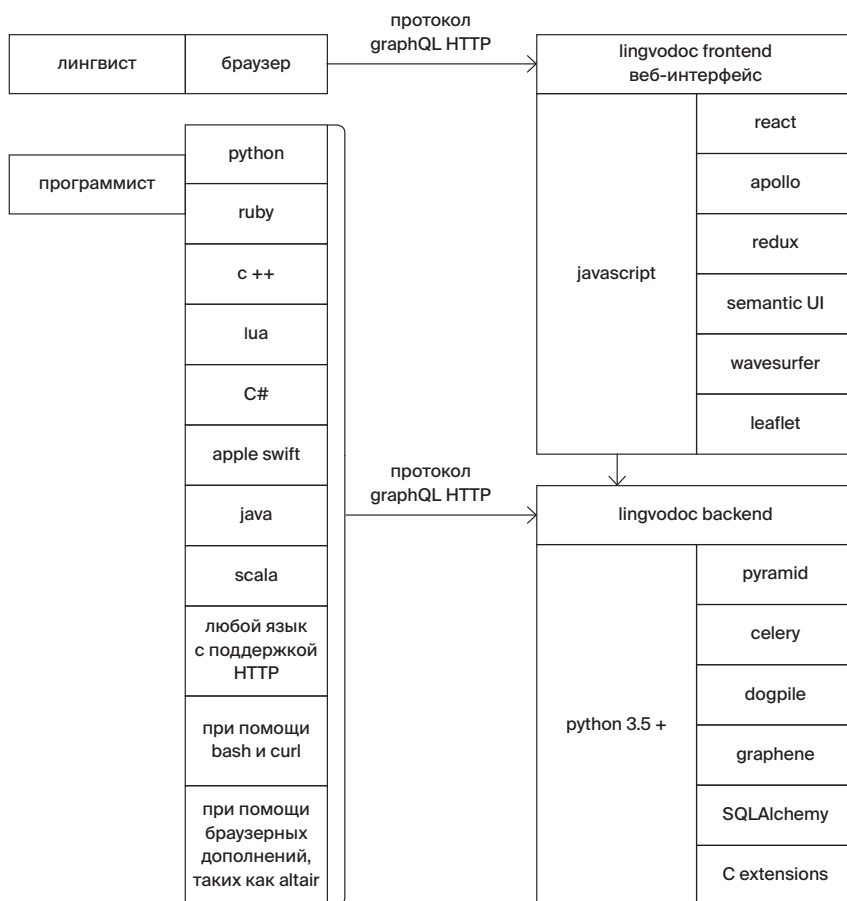 протокол
graphQL HTTP
лингвист
браузер
lingvodoc frontend
веб-интерфейс
программист
python
ruby
c ++
lua
C#
apple swift
java
scala
любой язык
с поддержкой
HTTP
при помощи
bash и curl
при помощи
браузерных
дополнений,
таких как altair
javascript
react
apollo
redux
semantic UI
wavesurfer
leaflet
протокол
graphQL HTTP
lingvodoc backend
python 3.5 +
pyramid
celery
dogpile
graphene
SQLAlchemy
C extensions